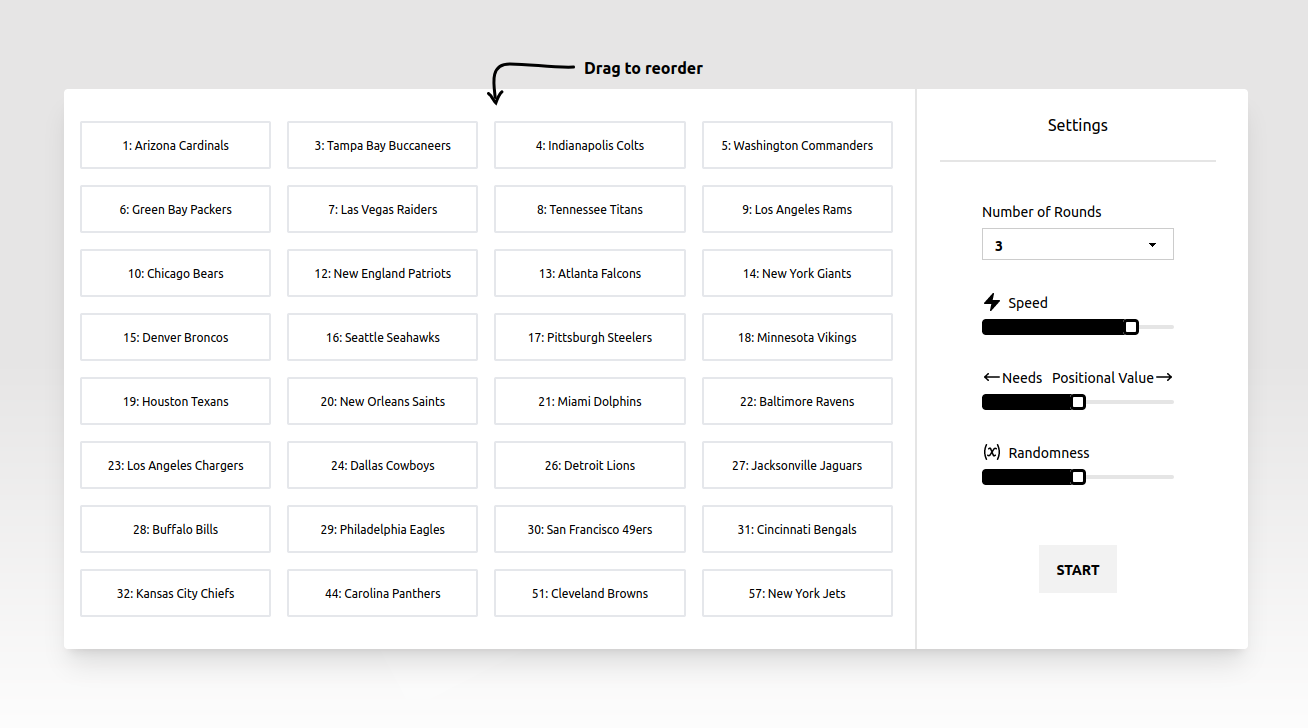 Drag to reorder
1: Arizona Cardinals
3: Tampa Bay Buccaneers
4: Indianapolis Colts
5: Washington Commanders
6: Green Bay Packers
7: Las Vegas Raiders
8: Tennessee Titans
9: Los Angeles Rams
10: Chicago Bears
12: New England Patriots
13: Atlanta Falcons
14: New York Giants
15: Denver Broncos
16: Seattle Seahawks
17: Pittsburgh Steelers
18: Minnesota Vikings
19: Houston Texans
20: New Orleans Saints
21: Miami Dolphins
22: Baltimore Ravens
23: Los Angeles Chargers
24: Dallas Cowboys
26: Detroit Lions
27: Jacksonville Jaguars
28: Buffalo Bills
29: Philadelphia Eagles
30: San Francisco 49ers
31: Cincinnati Bengals
32: Kansas City Chiefs
44: Carolina Panthers
51: Cleveland Browns
57: New York Jets
Settings
Number of Rounds
3
Speed
←Needs Positional Value→
(x) Randomness
START